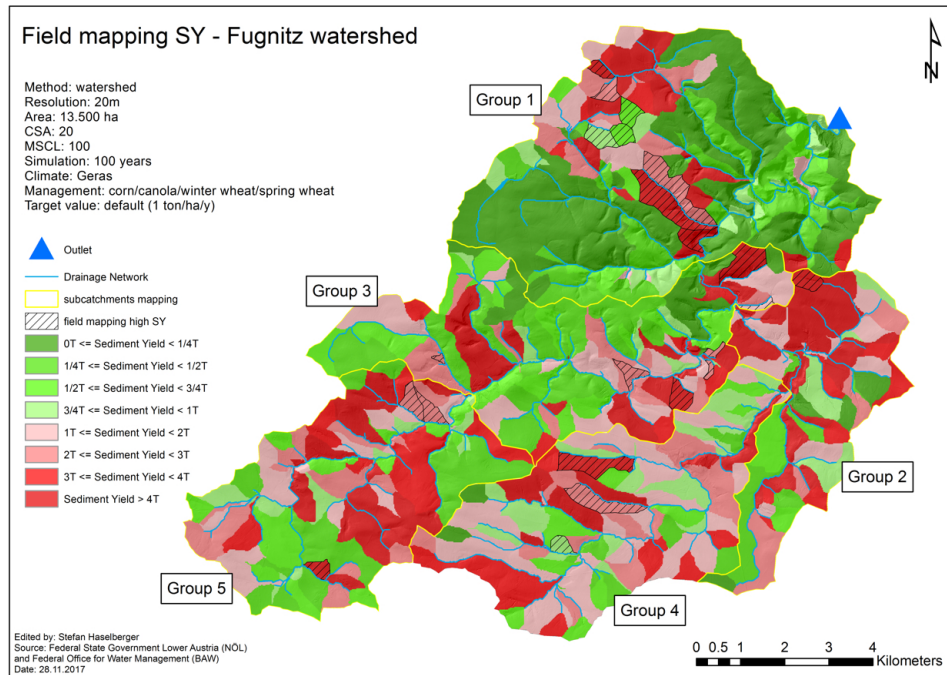 Field mapping SY - Fugnitz watershed
Method: watershed
Resolution: 20m
Area: 13.500 ha
CSA: 20
MSCL: 100
Simulation: 100 years
Climate: Geras
Management: corn/canola/winter wheat/spring wheat
Target value: default (1 ton/ha/y)
Outlet
Drainage Network
subcatchments mapping
field mapping high SY
0T <= Sediment Yield < 1/4T
1/4T <= Sediment Yield < 1/2T
1/2T <= Sediment Yield < 3/4T
3/4T <= Sediment Yield < 1T
1T <= Sediment Yield < 2T
2T <= Sediment Yield < 3T
3T <= Sediment Yield < 4T
Sediment Yield > 4T
Group 1
Group 3
Group 2
Group 5
Group 4
N
Edited by: Stefan Haselberger
Source: Federal State Government Lower Austria (NÖL)
and Federal Office for Water Management (BAW)
Date: 28.11.2017
0 0.5 1 2 3 4
Kilometers